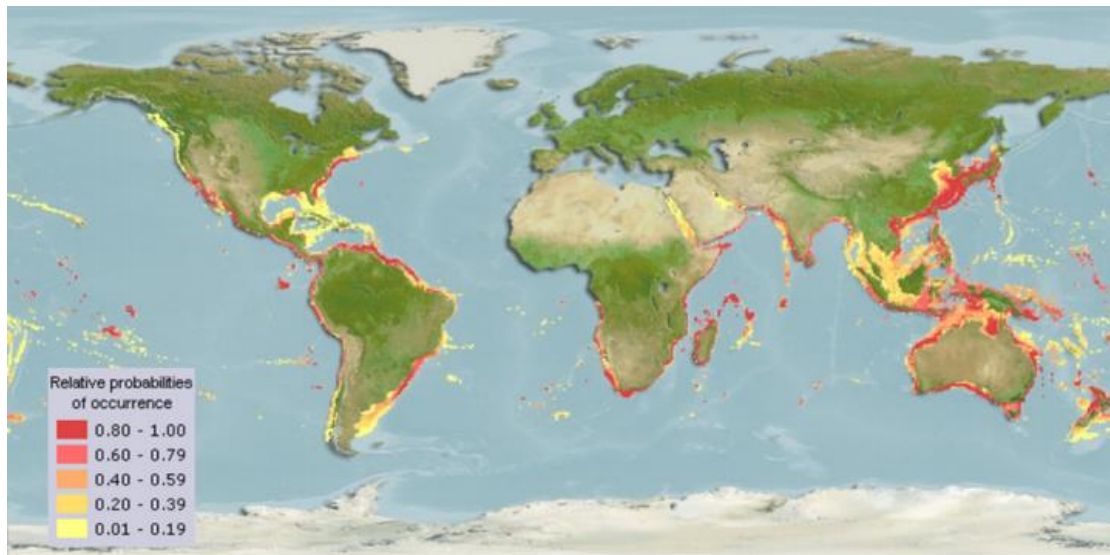 Relative probabilities
of occurrence
0.80 - 1.00
0.60 - 0.79
0.40 - 0.59
0.20 - 0.39
0.01 - 0.19